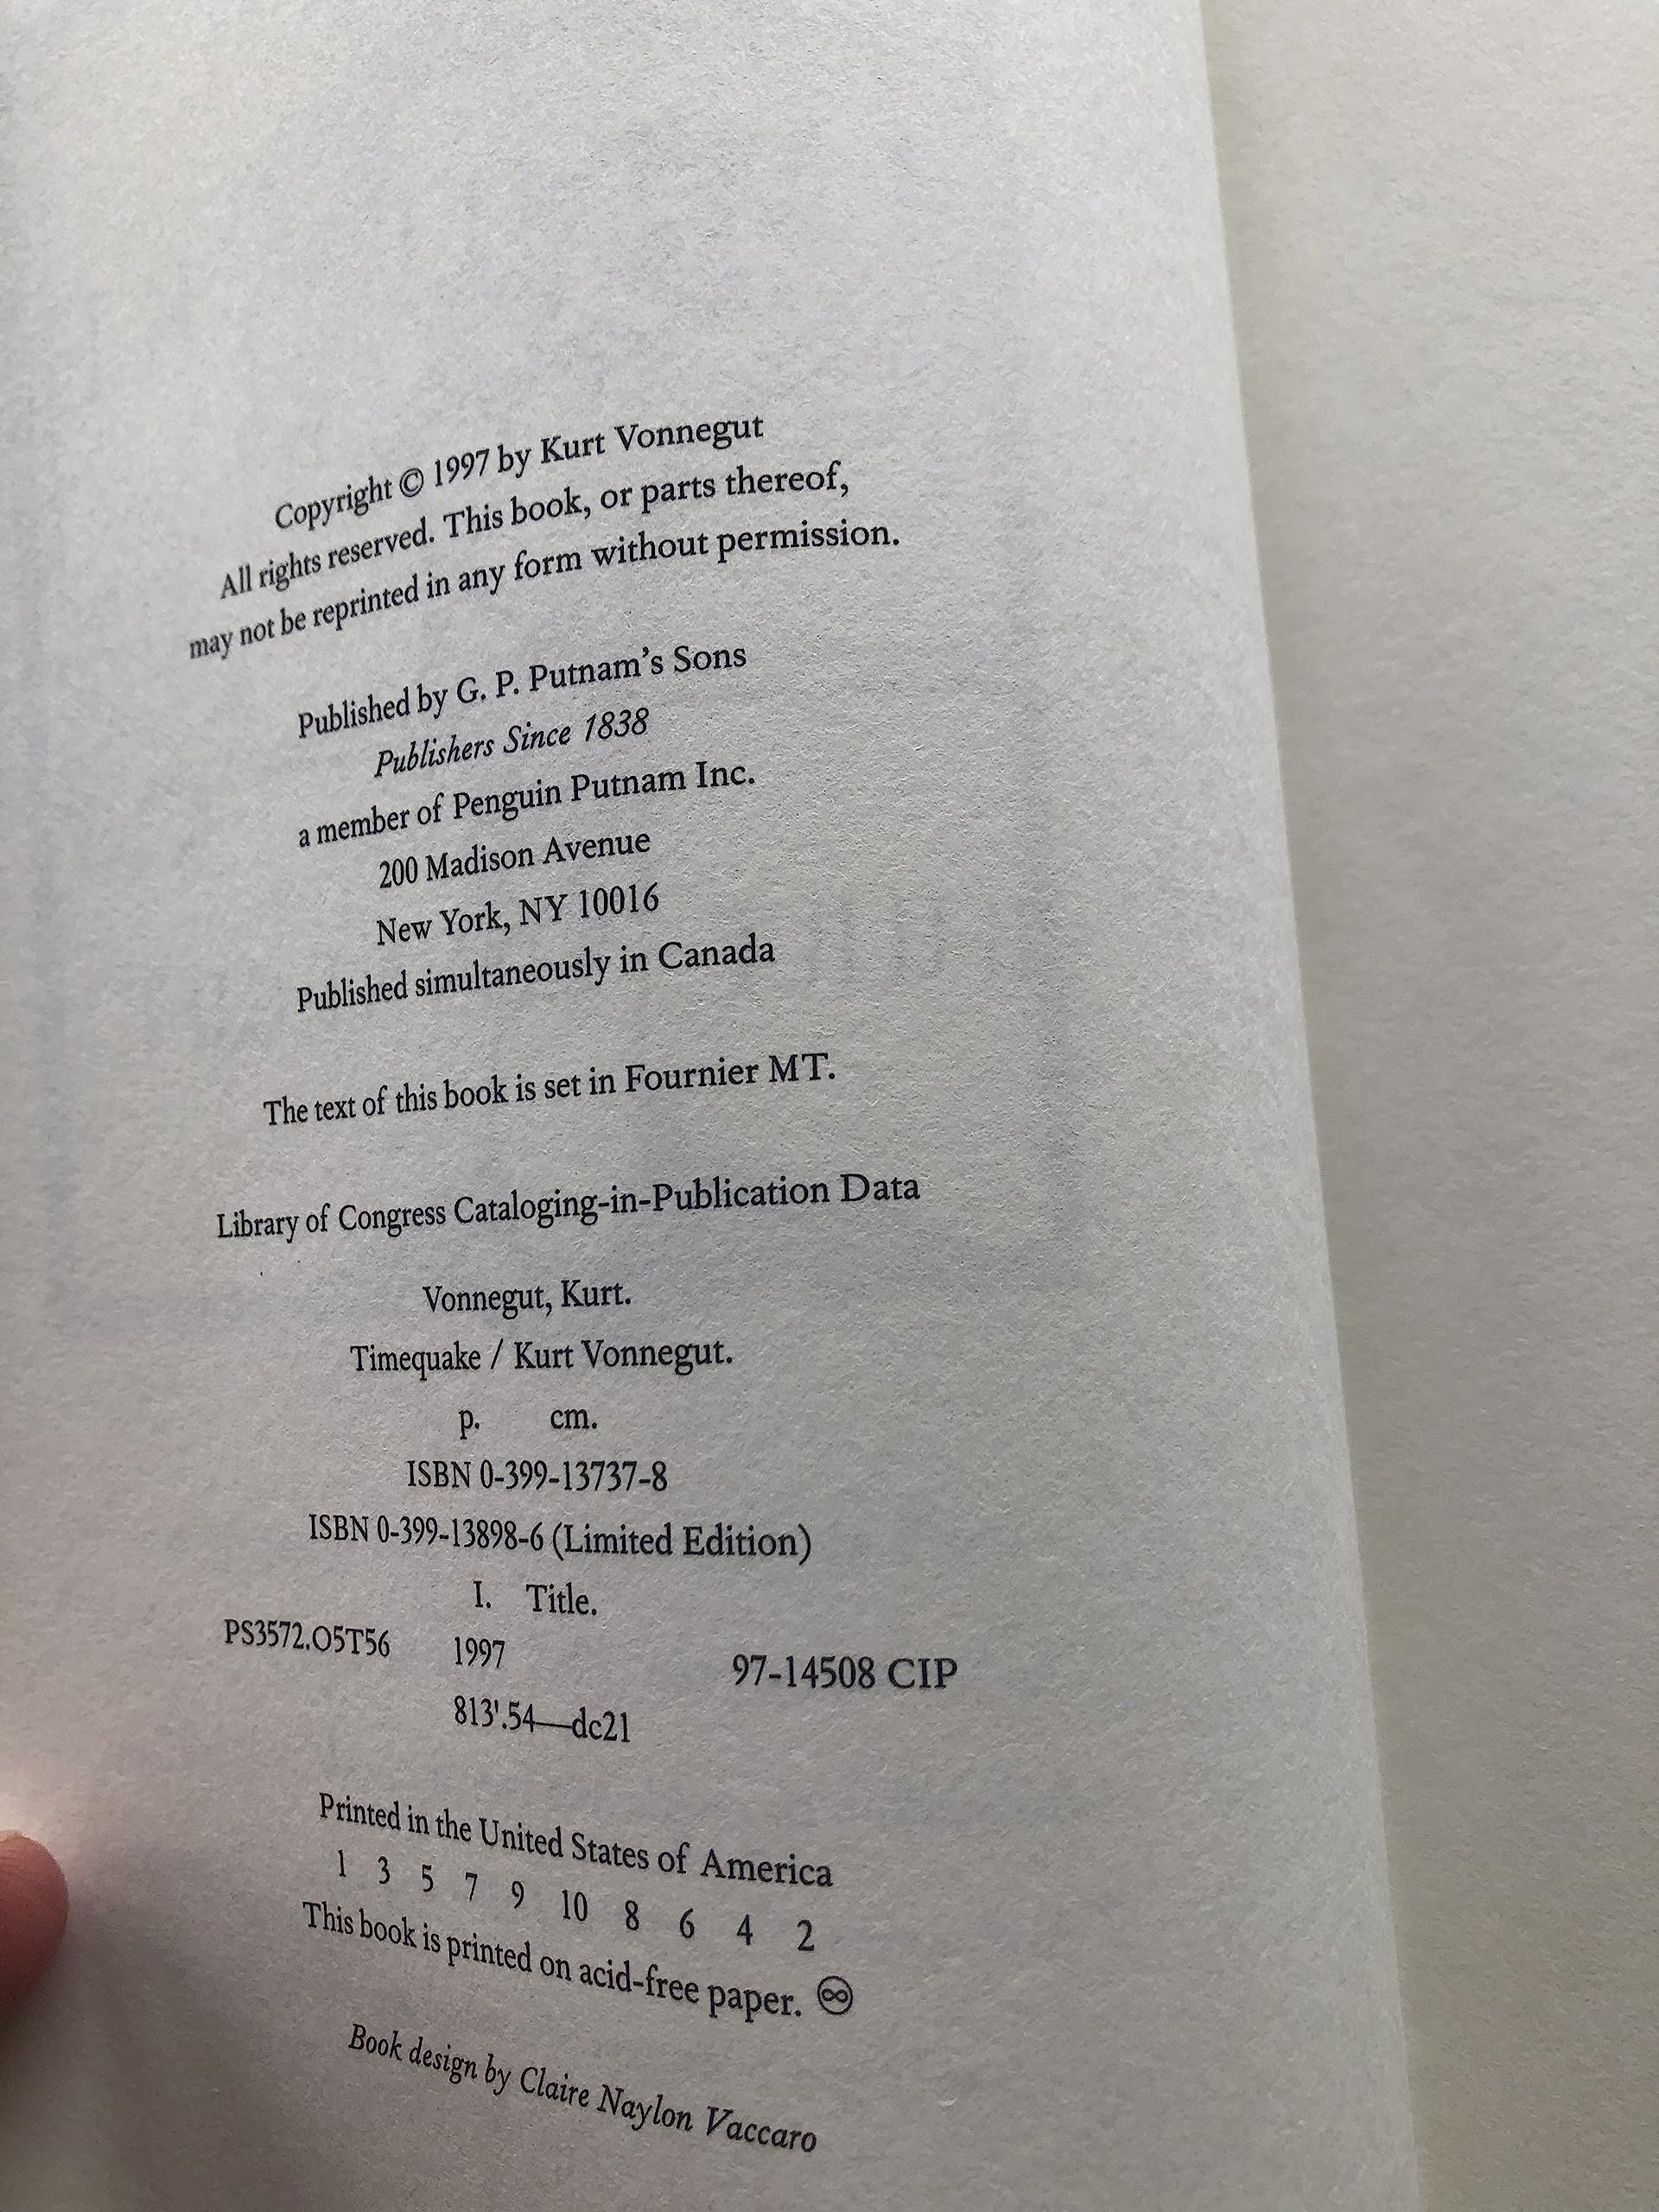 Copyright © 1997 by Kurt Vonnegut
All rights reserved. This book, or parts thereof,
may not be reprinted in any form without permission.
Published by G. P. Putnam's Sons
Publishers Since 1838
a member of Penguin Putnam Inc.
200 Madison Avenue
New York, NY 10016
Published simultaneously in Canada
The text of this book is set in Fournier MT.
Library of Congress Cataloging-in-Publication Data
Vonnegut, Kurt.
Timequake / Kurt Vonnegut.
p. cm.
ISBN 0-399-13737-8
ISBN 0-399-13898-6 (Limited Edition)
I. Title.
PS3572.O5T56 1997 97-14508 CIP
813'.54—dc21
Printed in the United States of America
1 3 5 7 9 10 8 6 4 2
This book is printed on acid-free paper. ♾
Book design by Claire Naylon Vaccaro